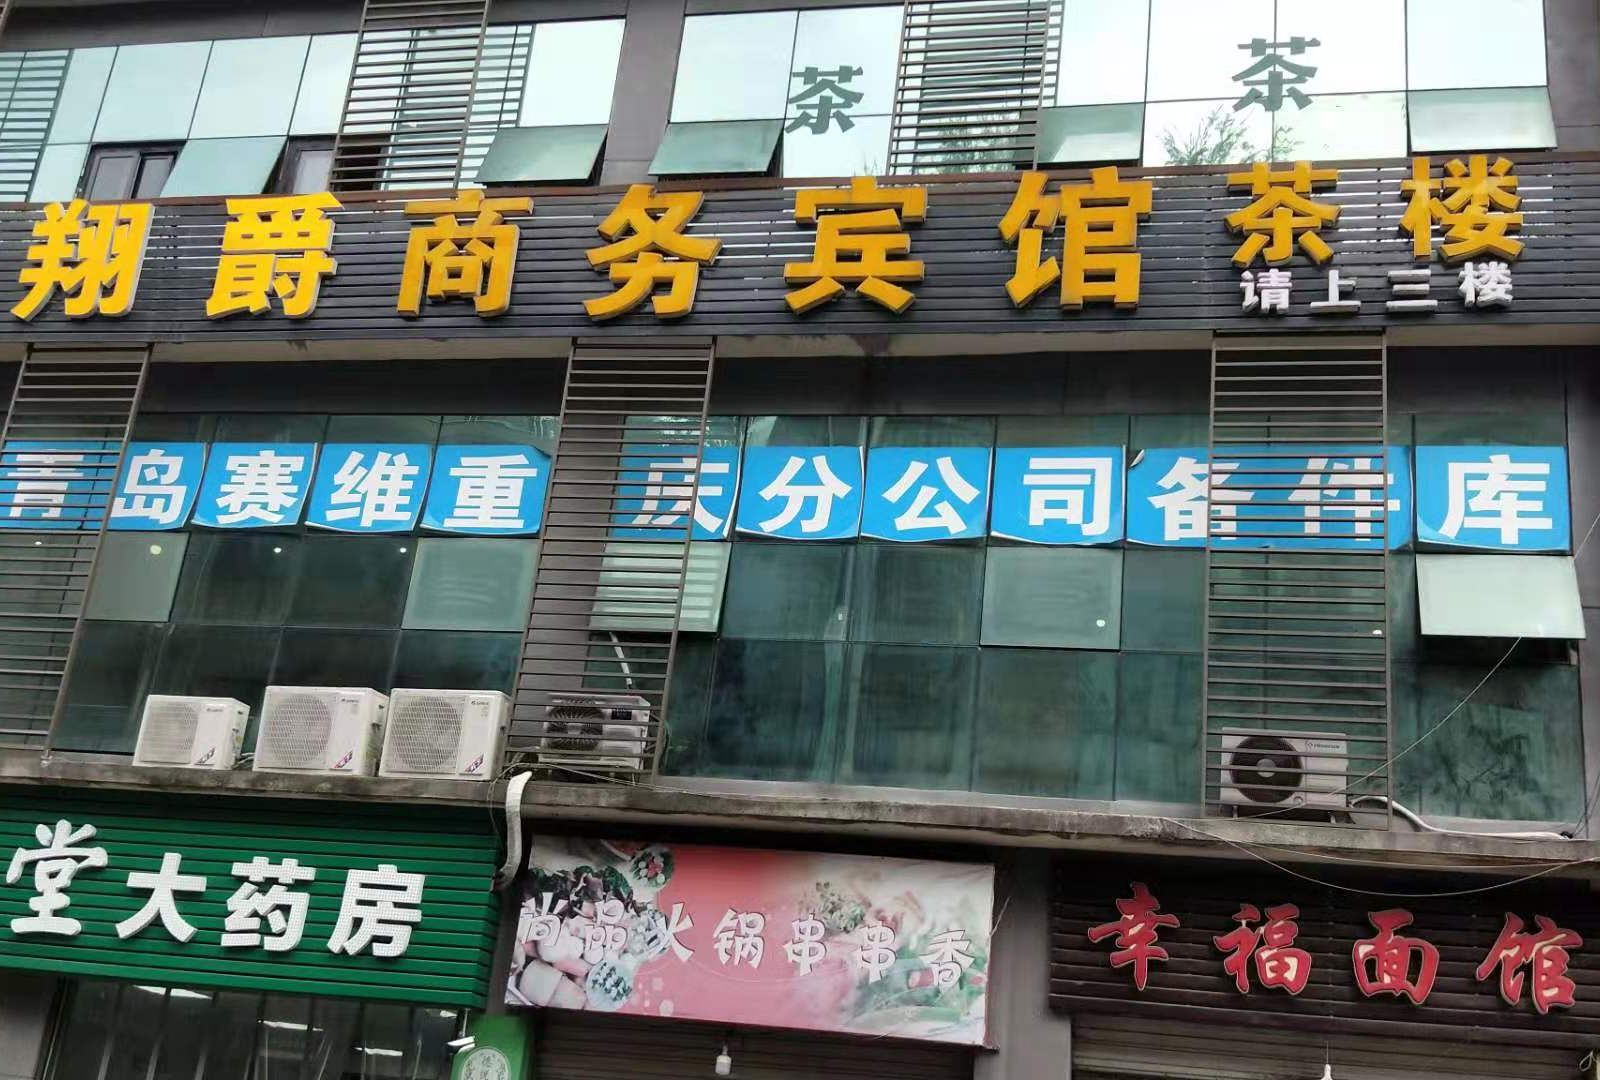 茶 茶
翔爵商务宾馆 茶楼
请上三楼
青岛赛维重庆分公司备件库
堂大药房
尚品火锅串串香
幸福面馆